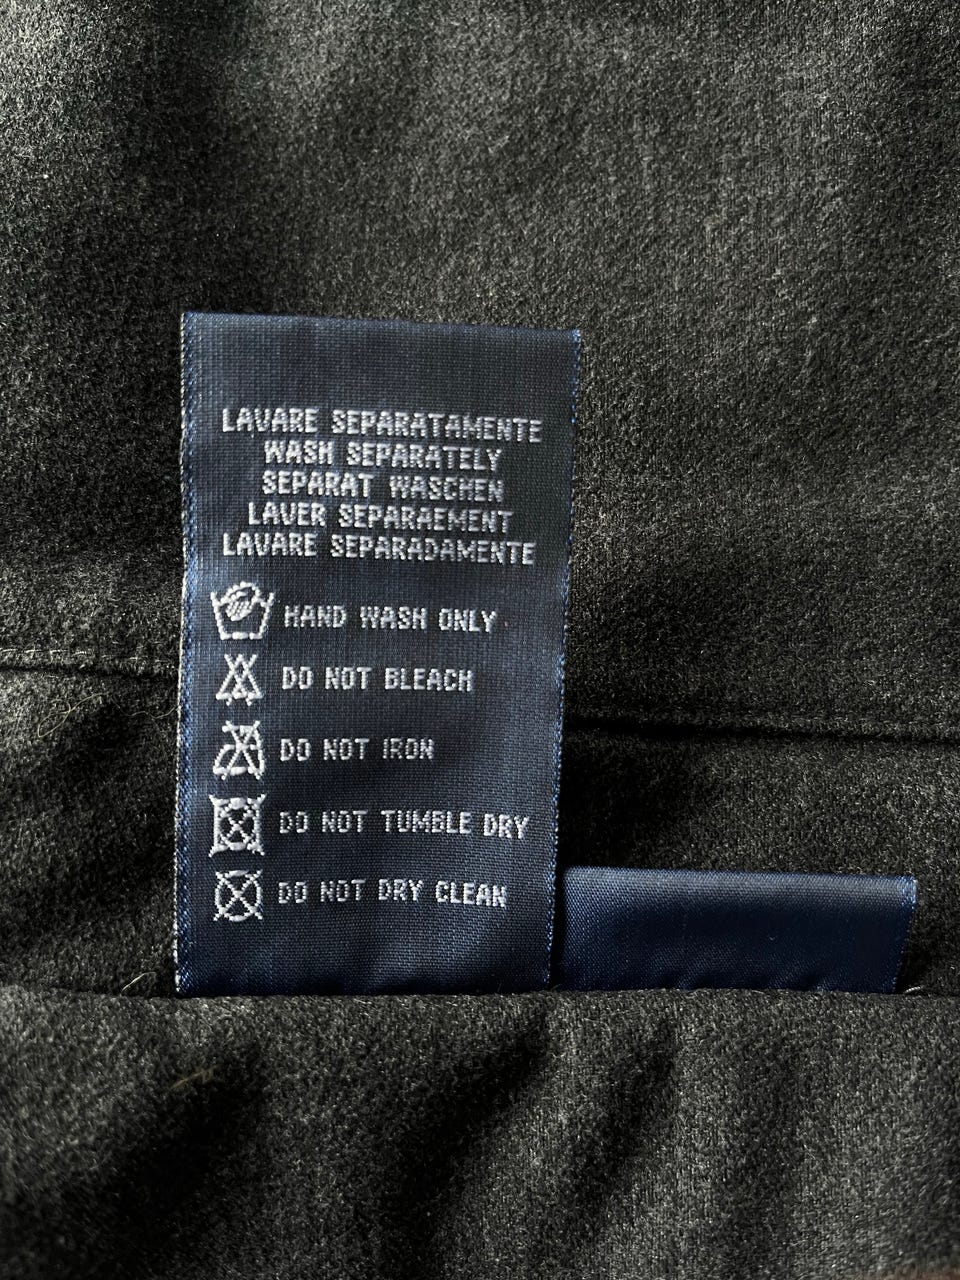 LAVARE SEPARATAMENTE
WASH SEPARATELY
SEPARAT WASCHEN
LAVER SEPARAEMENT
LAVARE SEPARADAMENTE
HAND WASH ONLY
DO NOT BLEACH
DO NOT IRON
DO NOT TUMBLE DRY
DO NOT DRY CLEAN